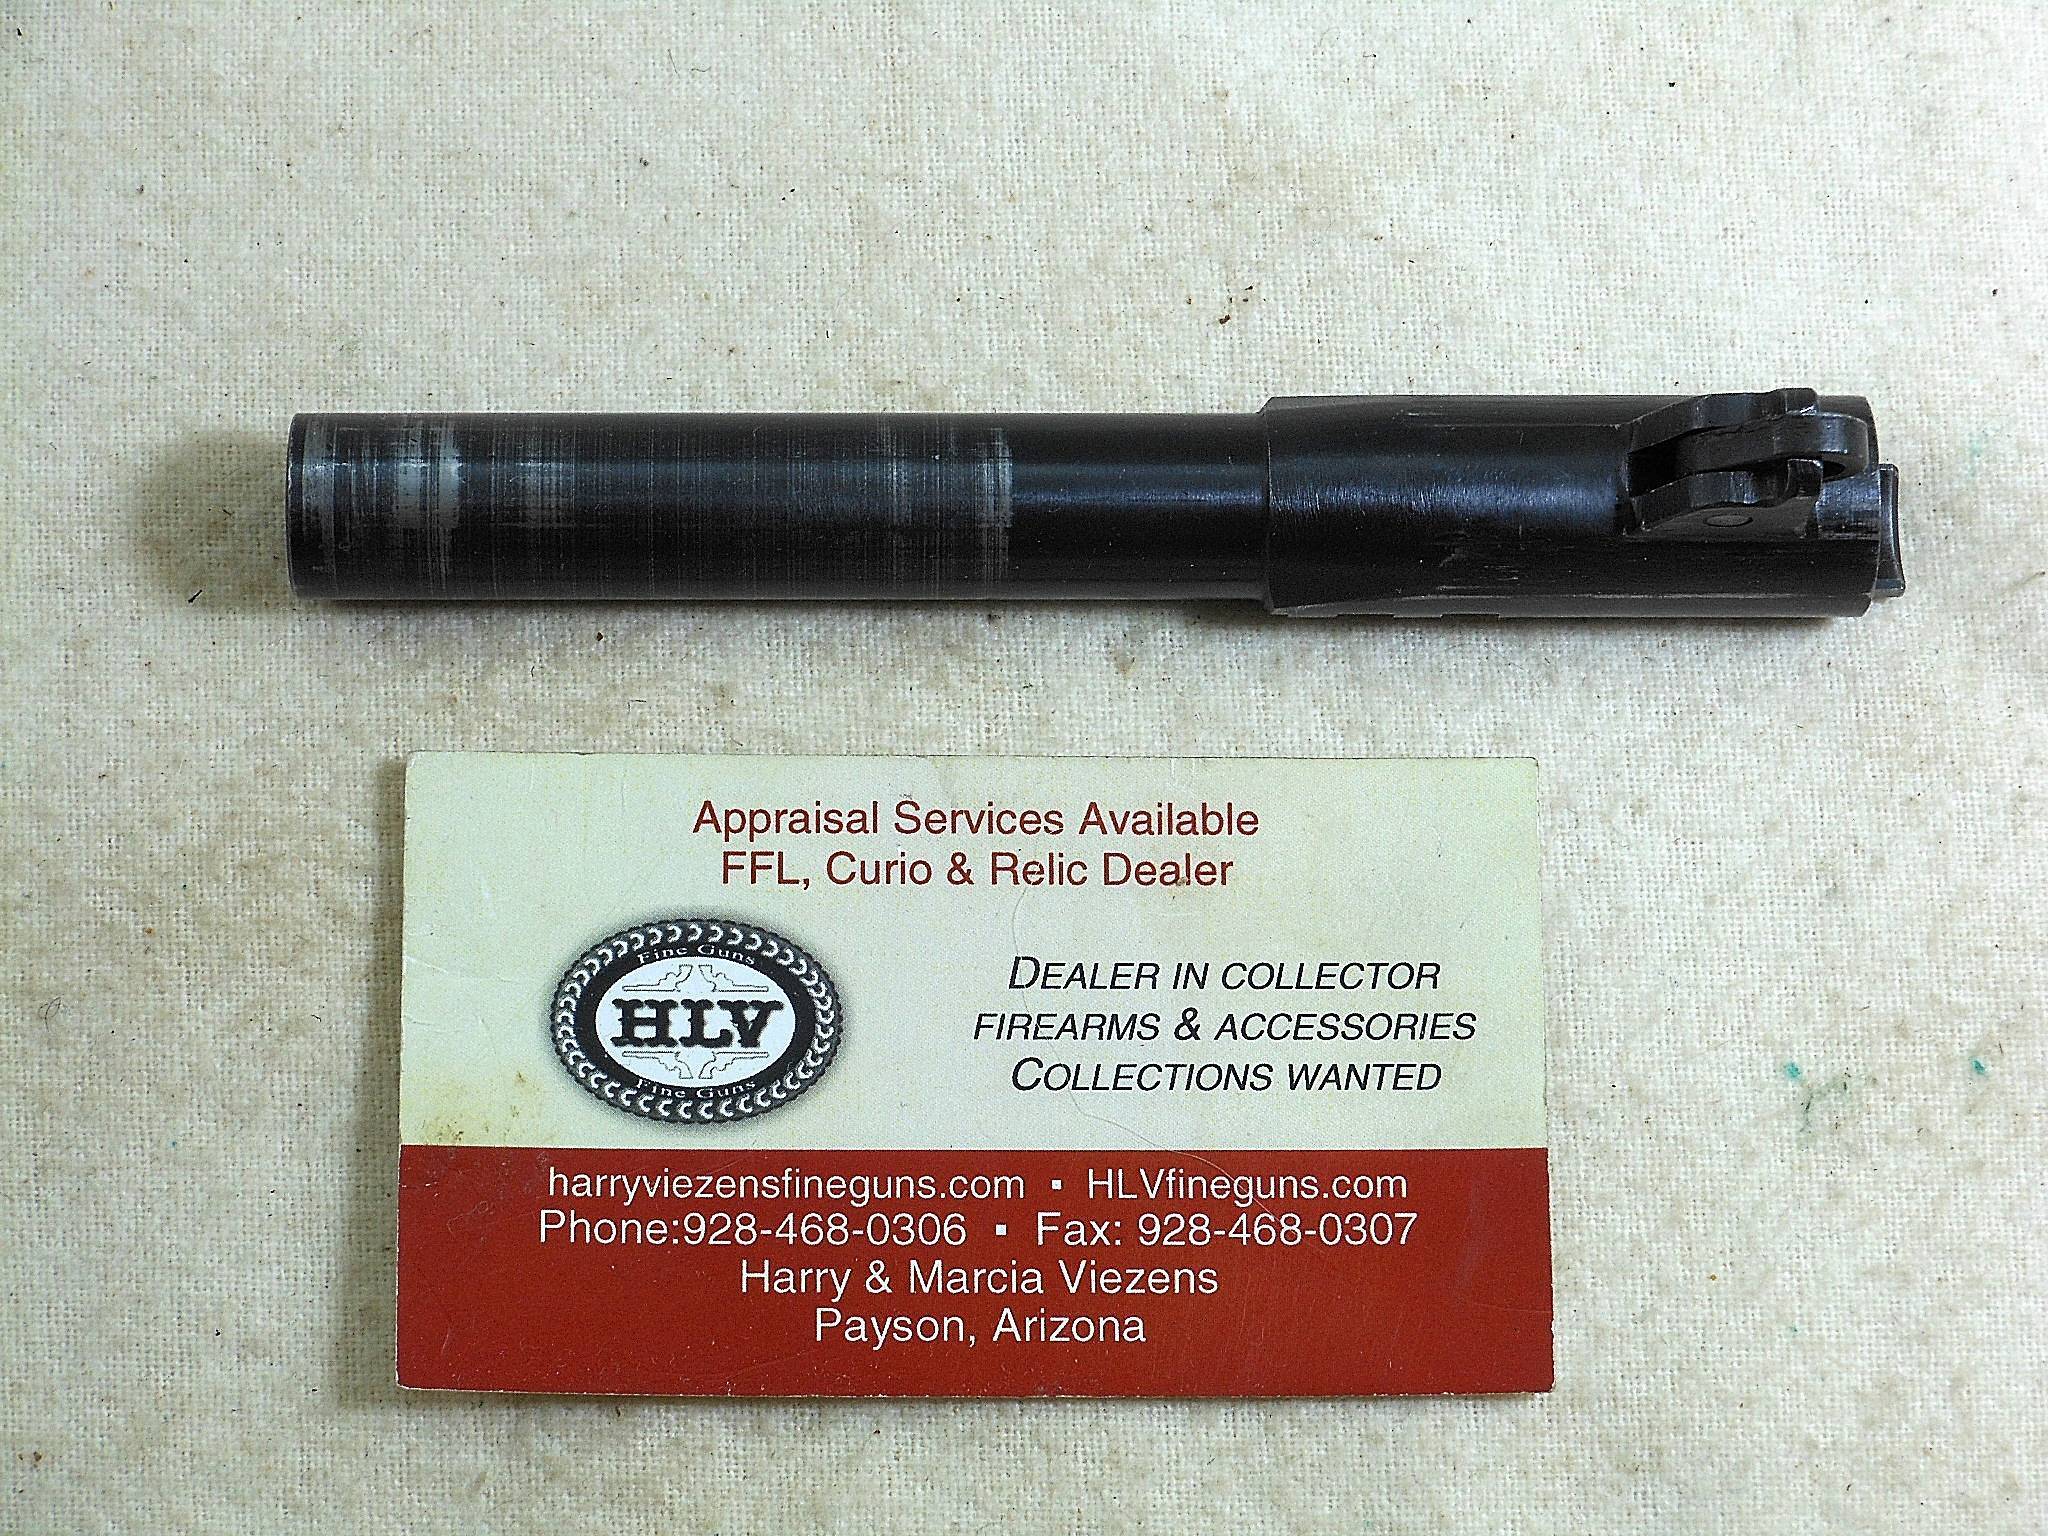 Appraisal Services Available
FFL, Curio & Relic Dealer
Fine Guns
HLV
Fine Guns
DEALER IN COLLECTOR
FIREARMS & ACCESSORIES
COLLECTIONS WANTED
harryviezensfineguns.com ▪ HLVfineguns.com
Phone:928-468-0306 ▪ Fax: 928-468-0307
Harry & Marcia Viezens
Payson, Arizona